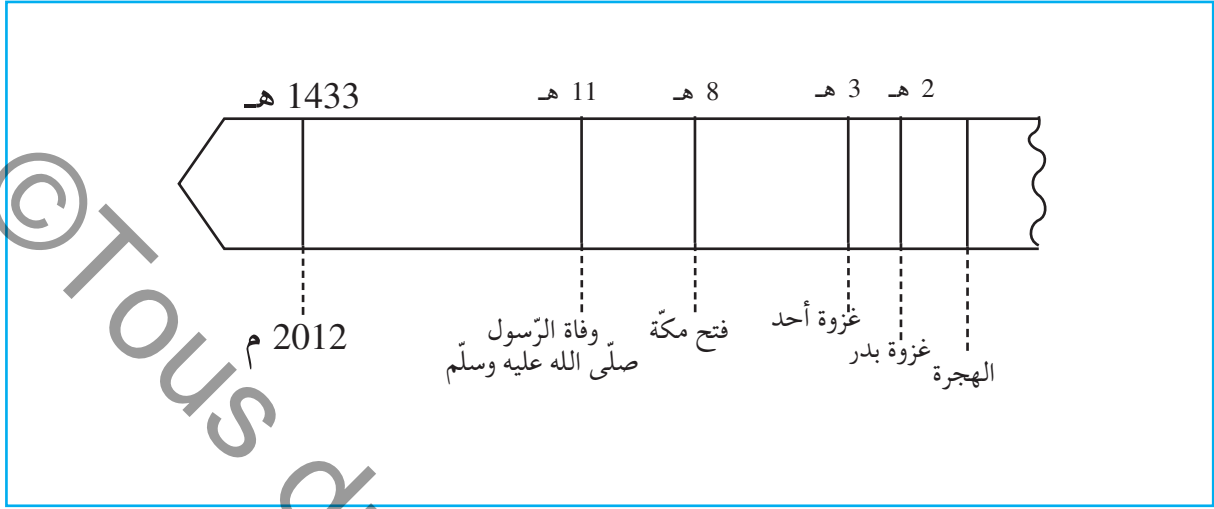 2 هـ
3 هـ
8 هـ
11 هـ
1433 هـ
الهجرة
غزوة بدر
غزوة أحد
فتح مكّة
وفاة الرّسول
صلّى الله عليه وسلّم
2012 م
©Tous d